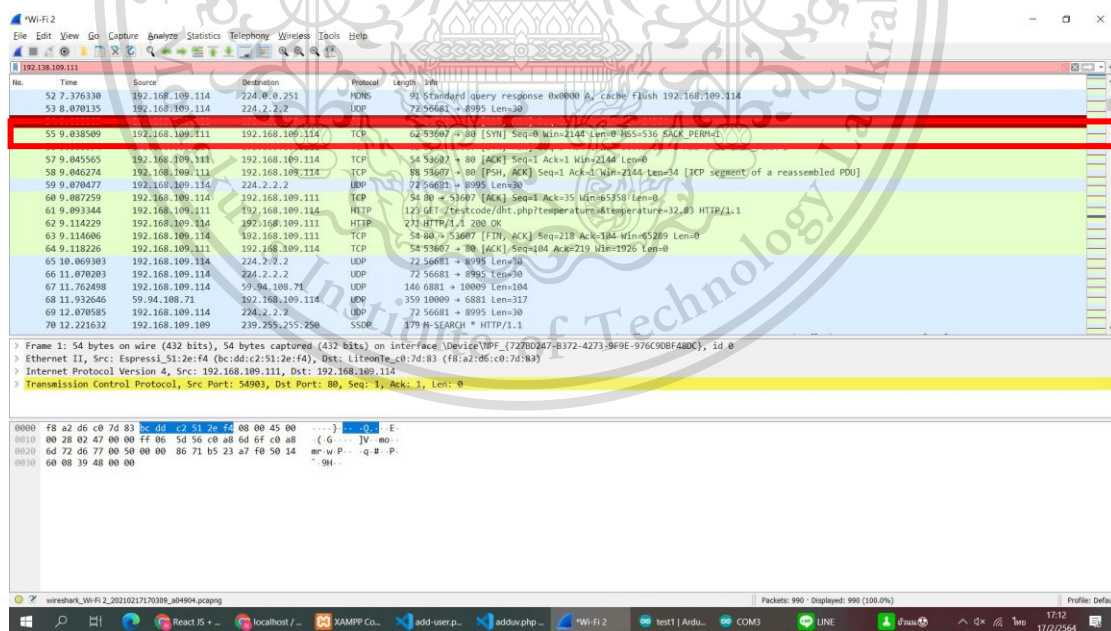 *Wi-Fi 2
File Edit View Go Capture Analyze Statistics Telephony Wireless Tools Help
192.138.109.111
No. Time Source Destination Protocol Length Info
52 7.376330 192.168.109.114 224.0.0.251 MDNS 91 Standard query response 0x0000 A, cache flush 192.168.109.114
53 8.070135 192.168.109.114 224.2.2.2 UDP 72 56681 → 8995 Len=30
55 9.038509 192.168.109.111 192.168.109.114 TCP 62 53607 → 80 [SYN] Seq=0 Win=2144 Len=0 MSS=536 SACK_PERM=1
57 9.045565 192.168.109.111 192.168.109.114 TCP 54 53607 → 80 [ACK] Seq=1 Ack=1 Win=2144 Len=0
58 9.046274 192.168.109.111 192.168.109.114 TCP 88 53607 → 80 [PSH, ACK] Seq=1 Ack=1 Win=2144 Len=34 [TCP segment of a reassembled PDU]
59 9.070477 192.168.109.114 224.2.2.2 UDP 72 56681 → 8995 Len=30
60 9.087259 192.168.109.114 192.168.109.111 TCP 54 80 → 53607 [ACK] Seq=1 Ack=35 Win=65358 Len=0
61 9.093344 192.168.109.111 192.168.109.114 HTTP 123 GET /testcode/dht.php?temperature=&temperature=32.83 HTTP/1.1
62 9.114229 192.168.109.114 192.168.109.111 HTTP 271 HTTP/1.1 200 OK
63 9.114606 192.168.109.114 192.168.109.111 TCP 54 80 → 53607 [FIN, ACK] Seq=218 Ack=104 Win=65289 Len=0
64 9.118226 192.168.109.111 192.168.109.114 TCP 54 53607 → 80 [ACK] Seq=104 Ack=219 Win=1926 Len=0
65 10.069303 192.168.109.114 224.2.2.2 UDP 72 56681 → 8995 Len=30
66 11.070203 192.168.109.114 224.2.2.2 UDP 72 56681 → 8995 Len=30
67 11.762498 192.168.109.114 59.94.108.71 UDP 146 6881 → 10009 Len=104
68 11.932646 59.94.108.71 192.168.109.114 UDP 359 10009 → 6881 Len=317
69 12.070585 192.168.109.114 224.2.2.2 UDP 72 56681 → 8995 Len=30
70 12.221632 192.168.109.109 239.255.255.250 SSDP 179 M-SEARCH * HTTP/1.1
Institute of Technology Ladkra
> Frame 1: 54 bytes on wire (432 bits), 54 bytes captured (432 bits) on interface \Device\NPF_{727BD247-B372-4273-9F9E-976C9DBF48DC}, id 0
> Ethernet II, Src: Espressi_51:2e:f4 (bc:dd:c2:51:2e:f4), Dst: LiteonTe_c0:7d:83 (f8:a2:d6:c0:7d:83)
> Internet Protocol Version 4, Src: 192.168.109.111, Dst: 192.168.109.114
> Transmission Control Protocol, Src Port: 54903, Dst Port: 80, Seq: 1, Ack: 1, Len: 0
0000 f8 a2 d6 c0 7d 83 bc dd c2 51 2e f4 08 00 45 00 ····}··· ·Q.···E·
0010 00 28 02 47 00 00 ff 06 5d 56 c0 a8 6d 6f c0 a8 ·(·G···· ]V··mo··
0020 6d 72 d6 77 00 50 00 00 86 71 b5 23 a7 f0 50 14 mr·w·P·· ·q·#··P·
0030 60 08 39 48 00 00 `·9H··
wireshark_Wi-Fi 2_20210217170309_a04904.pcapng Packets: 990 · Displayed: 990 (100.0%) Profile: Defau
React JS + ... localhost / ... XAMPP Co... add-user.p... adduv.php ... *Wi-Fi 2 test1 | Ardu... COM3 LINE ไทย 17:12
17/2/2564